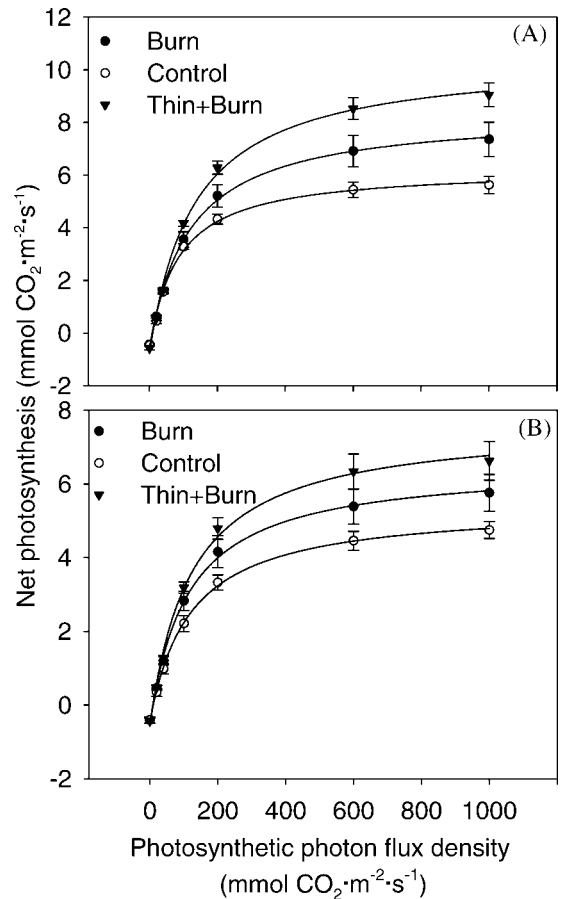 12
10
8
6
4
2
0
-2
(A)
Burn
Control
Thin+Burn
Net photosynthesis (mmol CO₂·m⁻²·s⁻¹)
8
6
4
2
0
-2
(B)
Burn
Control
Thin+Burn
0 200 400 600 800 1000
Photosynthetic photon flux density
(mmol CO₂·m⁻²·s⁻¹)